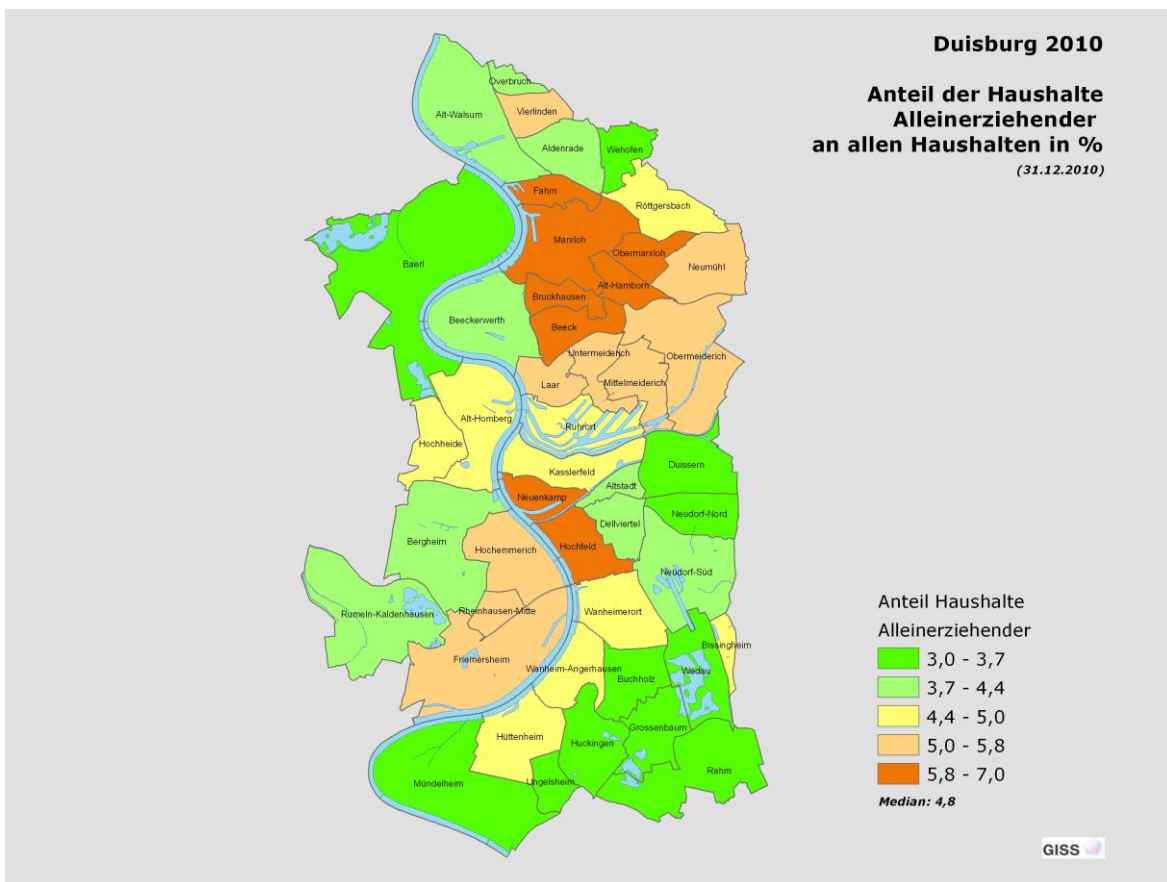 Duisburg 2010
Anteil der Haushalte
Alleinerziehender
an allen Haushalten in %
(31.12.2010)
Overbruch
Vierlinden
Alt-Walsum
Aldenrade
Wehofen
Fahrn
Röttgersbach
Marxloh
Obermarxloh
Baerl
Neumühl
Alt-Hamborn
Bruckhausen
Beeckerwerth
Beeck
Untermeiderich
Obermeiderich
Laar
Mittelmeiderich
Alt-Homberg
Ruhrort
Hochheide
Kasslerfeld
Duissern
Altstadt
Neuenkamp
Neudorf-Nord
Dellviertel
Bergheim
Hochemmerich
Hochfeld
Neudorf-Süd
Rumeln-Kaldenhausen
Rheinhausen-Mitte
Wanheimerort
Bissingheim
Friemersheim
Wanheim-Angerhausen
Wedau
Buchholz
Grossenbaum
Hüttenheim
Huckingen
Rahm
Mündelheim
Ungelsheim
Anteil Haushalte
Alleinerziehender
3,0 - 3,7
3,7 - 4,4
4,4 - 5,0
5,0 - 5,8
5,8 - 7,0
Median: 4,8
GISS